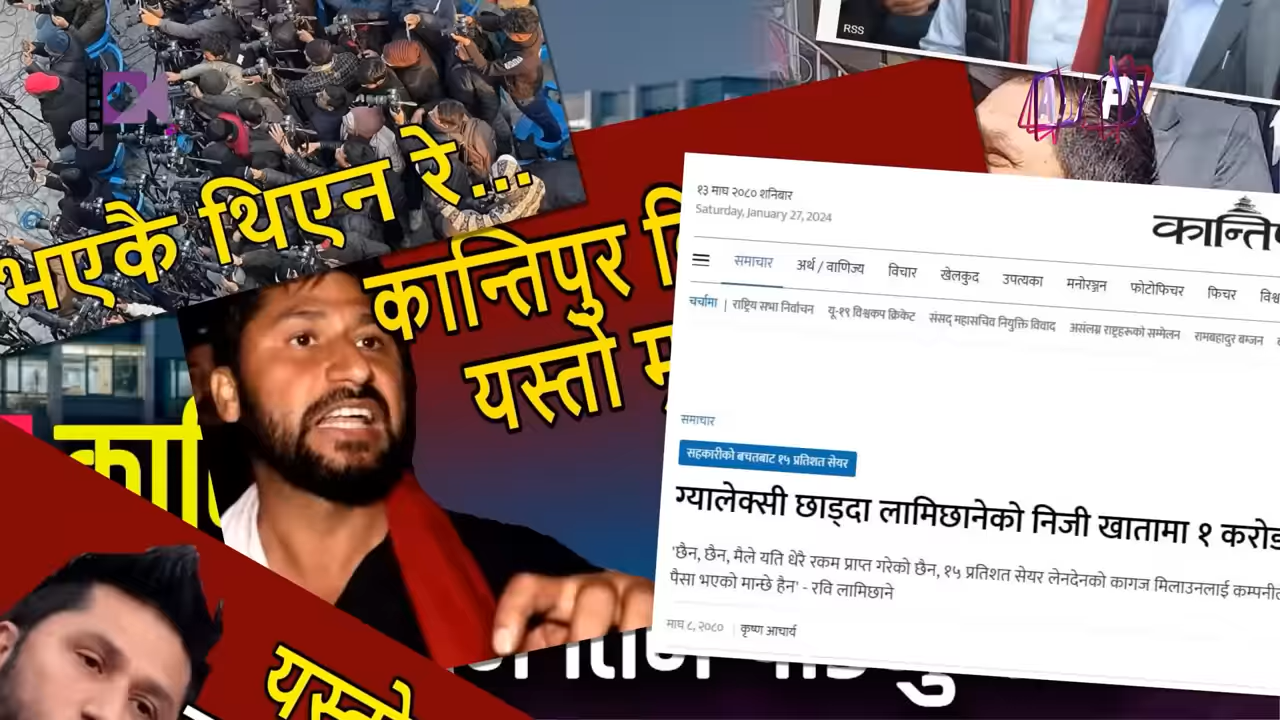 RSS
भएकै थिएन रे...
कान्तिपुर
यस्तो
१३ माघ २०८० शनिबार
Saturday, January 27, 2024
समाचार अर्थ / वाणिज्य विचार खेलकुद उपत्यका मनोरञ्जन फोटोफिचर फिचर
चर्चामा | राष्ट्रिय सभा निर्वाचन यू-१९ विश्वकप क्रिकेट संसद् महासचिव नियुक्ति विवाद असंलग्न राष्ट्रहरूको सम्मेलन रामबहादुर बम्जन
समाचार
सहकारीको बचतबाट १५ प्रतिशत सेयर
ग्यालेक्सी छाड्दा लामिछानेको निजी खातामा १ करोड
'छैन, छैन, मैले यति धेरै रकम प्राप्त गरेको छैन, १५ प्रतिशत सेयर लेनदेनको कागज मिलाउनलाई
पैसा भएको मान्छे हैन' - रवि लामिछाने
माघ ८, २०८० | कृष्ण आचार्य
यस्तो